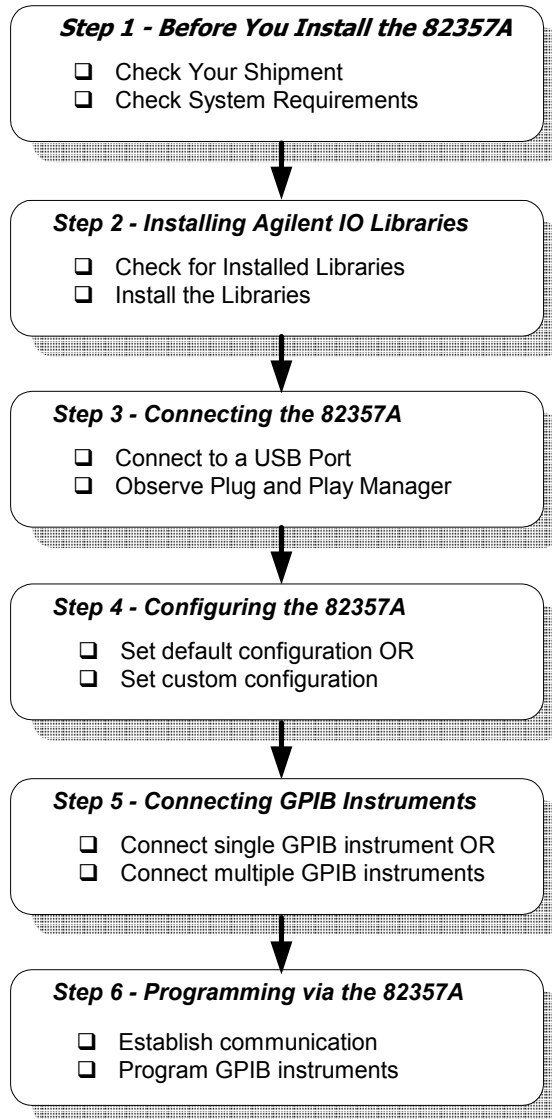 Step 1 - Before You Install the 82357A
❑ Check Your Shipment
❑ Check System Requirements
Step 2 - Installing Agilent IO Libraries
❑ Check for Installed Libraries
❑ Install the Libraries
Step 3 - Connecting the 82357A
❑ Connect to a USB Port
❑ Observe Plug and Play Manager
Step 4 - Configuring the 82357A
❑ Set default configuration OR
❑ Set custom configuration
Step 5 - Connecting GPIB Instruments
❑ Connect single GPIB instrument OR
❑ Connect multiple GPIB instruments
Step 6 - Programming via the 82357A
❑ Establish communication
❑ Program GPIB instruments